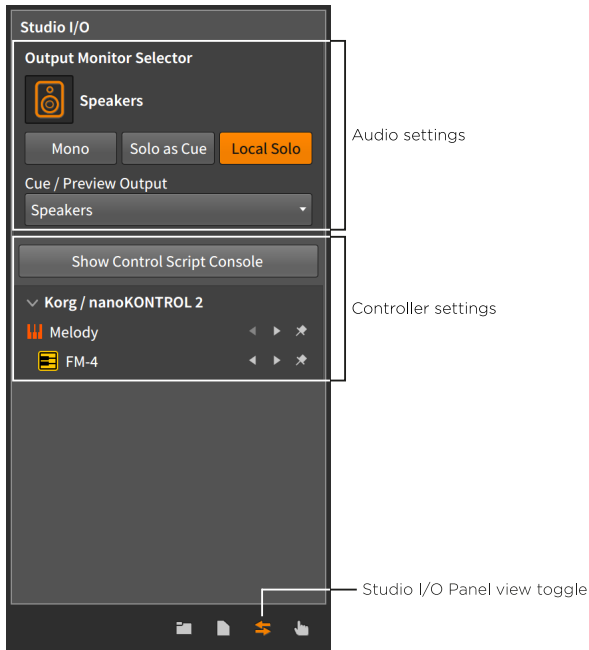 Studio I/O
Output Monitor Selector
Speakers
Mono
Solo as Cue
Local Solo
Audio settings
Cue / Preview Output
Speakers
Show Control Script Console
Korg / nanoKONTROL 2
Controller settings
Melody
FM-4
Studio I/O Panel view toggle